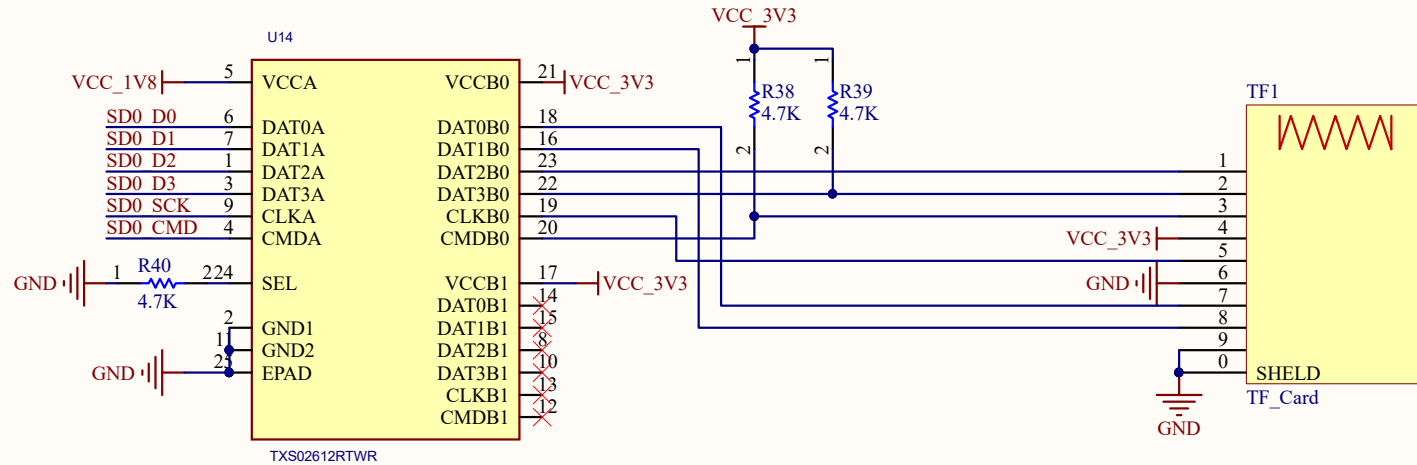 VCC_3V3
U14
VCC_1V8
5
VCCA
VCCB0
21
VCC_3V3
1
R38
4.7K
2
1
R39
4.7K
2
TF1
SD0_D0
6
DAT0A
DAT0B0
18
SD0_D1
7
DAT1A
DAT1B0
16
SD0_D2
1
DAT2A
DAT2B0
23
1
SD0_D3
3
DAT3A
DAT3B0
22
2
SD0_SCK
9
CLKA
CLKB0
19
3
SD0_CMD
4
CMDA
CMDB0
20
VCC_3V3
4
5
GND
1
R40
4.7K
2
24
SEL
VCCB1
17
VCC_3V3
GND
6
DAT0B1
14
7
2
GND1
DAT1B1
15
8
11
GND2
DAT2B1
8
9
GND
25
EPAD
DAT3B1
10
0
SHIELD
CLKB1
13
TF_Card
CMDB1
12
GND
TXS02612RTWR